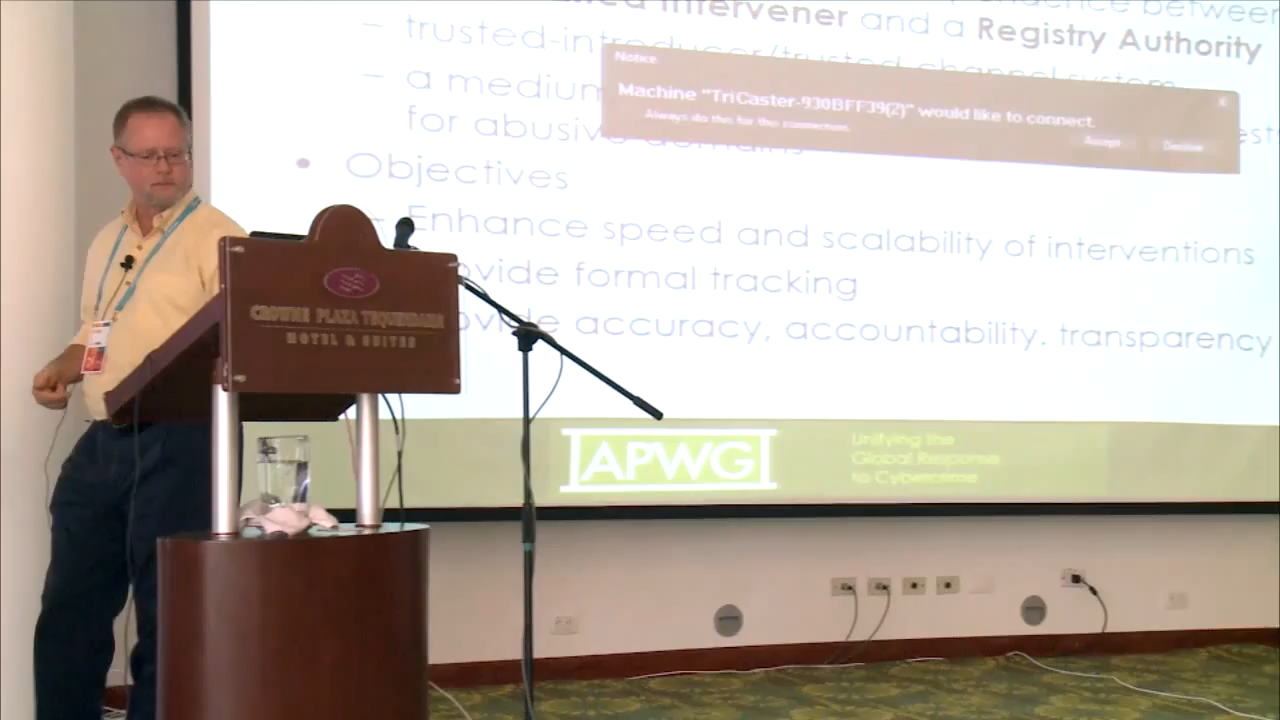 Intervener and a Registry Authority
– trusted-introducer/trusted channel system
– a medium
for abusive domains
Notice
Machine "TriCaster-930BFF39(2)" would like to connect.
Always do this for this connection.
Accept
Decline
• Objectives
– Enhance speed and scalability of interventions
ovide formal tracking
ovide accuracy, accountability. transparency
CROWNE PLAZA TEQUENDAMA
HOTEL & SUITES
APWG
Unifying the
Global Response
to Cybercrime